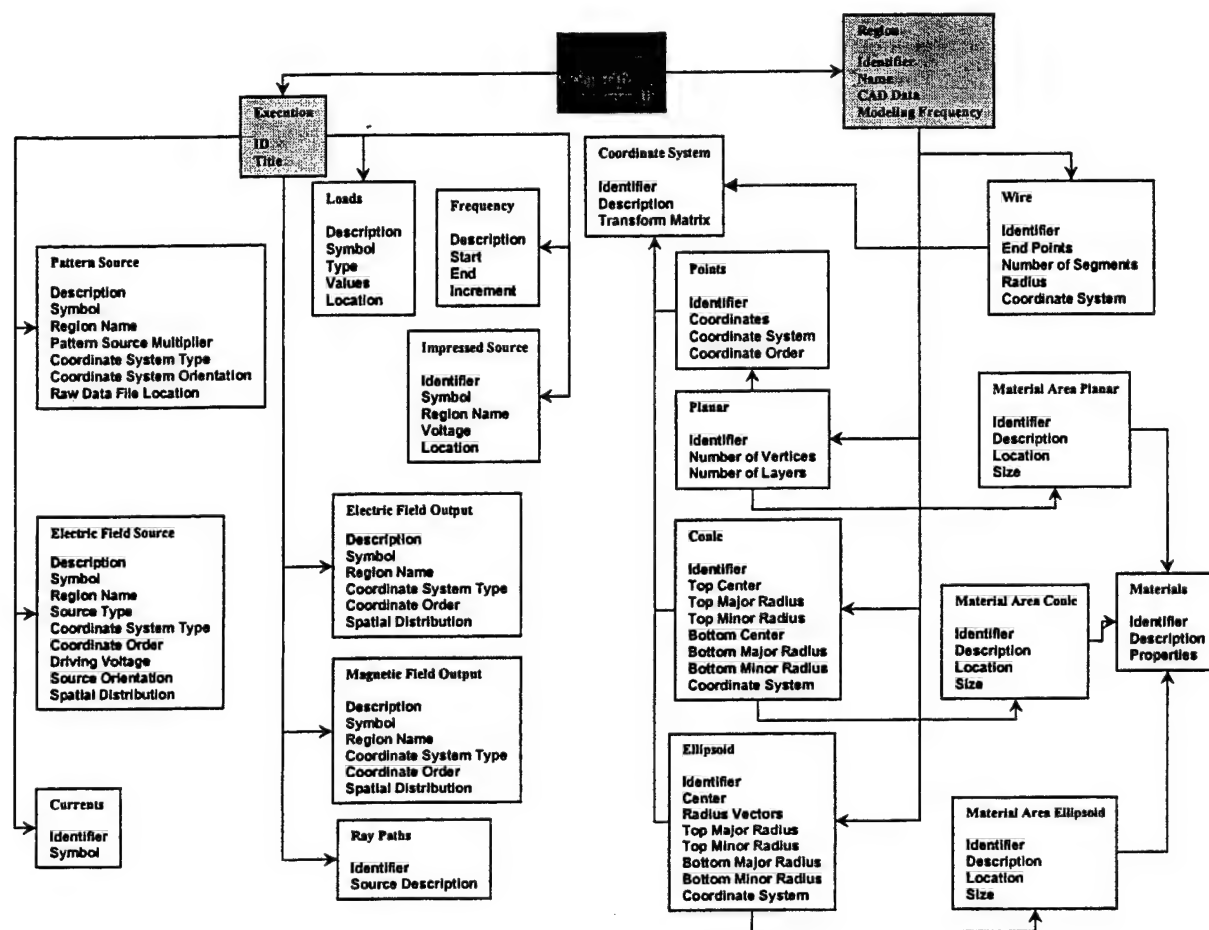 Region
Identifier
Name
CAD Data
Modeling Frequency
Execution
ID
Title
Coordinate System
Identifier
Description
Transform Matrix
Wire
Identifier
End Points
Number of Segments
Radius
Coordinate System
Loads
Description
Symbol
Type
Values
Location
Frequency
Description
Start
End
Increment
Pattern Source
Description
Symbol
Region Name
Pattern Source Multiplier
Coordinate System Type
Coordinate System Orientation
Raw Data File Location
Points
Identifier
Coordinates
Coordinate System
Coordinate Order
Impressed Source
Identifier
Symbol
Region Name
Voltage
Location
Planar
Identifier
Number of Vertices
Number of Layers
Material Area Planar
Identifier
Description
Location
Size
Electric Field Source
Description
Symbol
Region Name
Source Type
Coordinate System Type
Coordinate Order
Driving Voltage
Source Orientation
Spatial Distribution
Electric Field Output
Description
Symbol
Region Name
Coordinate System Type
Coordinate Order
Spatial Distribution
Conic
Identifier
Top Center
Top Major Radius
Top Minor Radius
Bottom Center
Bottom Major Radius
Bottom Minor Radius
Coordinate System
Material Area Conic
Identifier
Description
Location
Size
Materials
Identifier
Description
Properties
Magnetic Field Output
Description
Symbol
Region Name
Coordinate System Type
Coordinate Order
Spatial Distribution
Ellipsoid
Identifier
Center
Radius Vectors
Top Major Radius
Top Minor Radius
Bottom Major Radius
Bottom Minor Radius
Coordinate System
Material Area Ellipsoid
Identifier
Description
Location
Size
Currents
Identifier
Symbol
Ray Paths
Identifier
Source Description